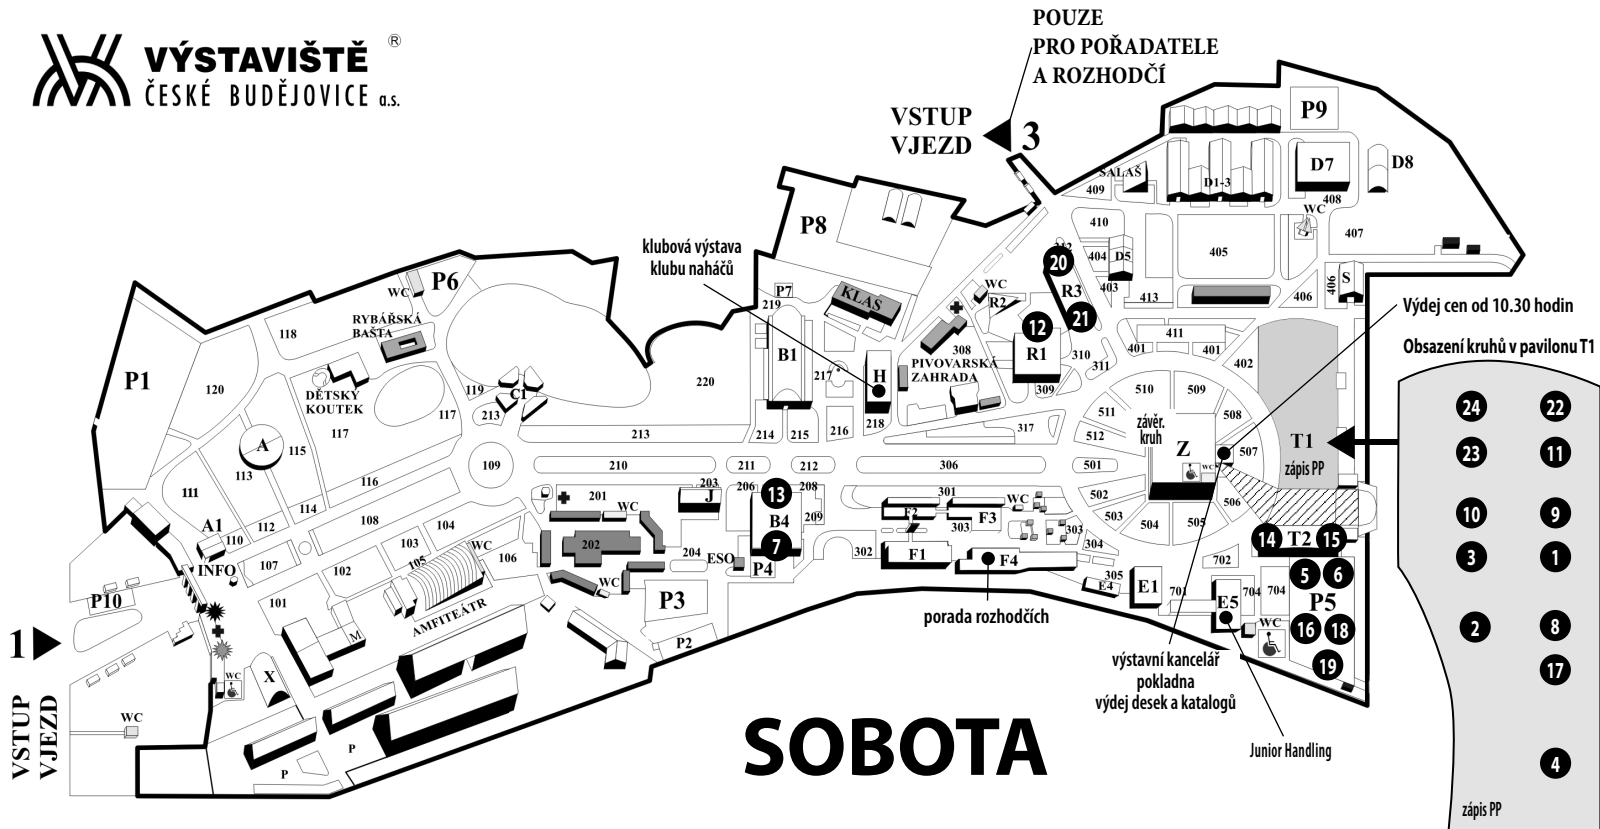 VÝSTAVIŠTĚ ®
ČESKÉ BUDĚJOVICE a.s.
POUZE
PRO POŘADATELE
A ROZHODČÍ
VSTUP
VJEZD
3
P9
D7
D8
SALAŠ
D1-3
409
408
WC
407
410
404
D5
403
405
413
406
S
406
P8
klubová výstava
klubu naháčů
P7
219
KLAS
WC
R2
20
R3
21
12
R1
310
311
309
308
PIVOVARSKÁ
ZAHRADA
B1
217
H
220
214
215
216
218
317
P6
WC
RYBÁŘSKÁ
BAŠTA
118
P1
120
DĚTSKÝ
KOUTEK
119
C1
213
117
117
213
A
115
113
116
109
111
114
112
A1
110
INFO
107
108
104
103
102
105
101
WC
106
AMFITEÁTR
M
P10
1
VSTUP
VJEZD
WC
WC
X
P
P
210
211
212
306
501
201
WC
203
J
206
13
208
B4
209
7
202
204
ESO
P4
WC
P3
P2
301
F2
WC
303
F3
303
302
F1
F4
304
305
E4
porada rozhodčích
401
411
401
402
510
509
511
508
512
závěr.
kruh
Z
WC
507
502
506
503
504
505
T1
zápis PP
14
T2
15
702
E1
701
E5
704
704
5
6
P5
16
18
WC
19
výstavní kancelář
pokladna
výdej desek a katalogů
Junior Handling
Výdej cen od 10.30 hodin
Obsazení kruhů v pavilonu T1
24
22
23
11
10
9
3
1
2
8
17
4
zápis PP
SOBOTA